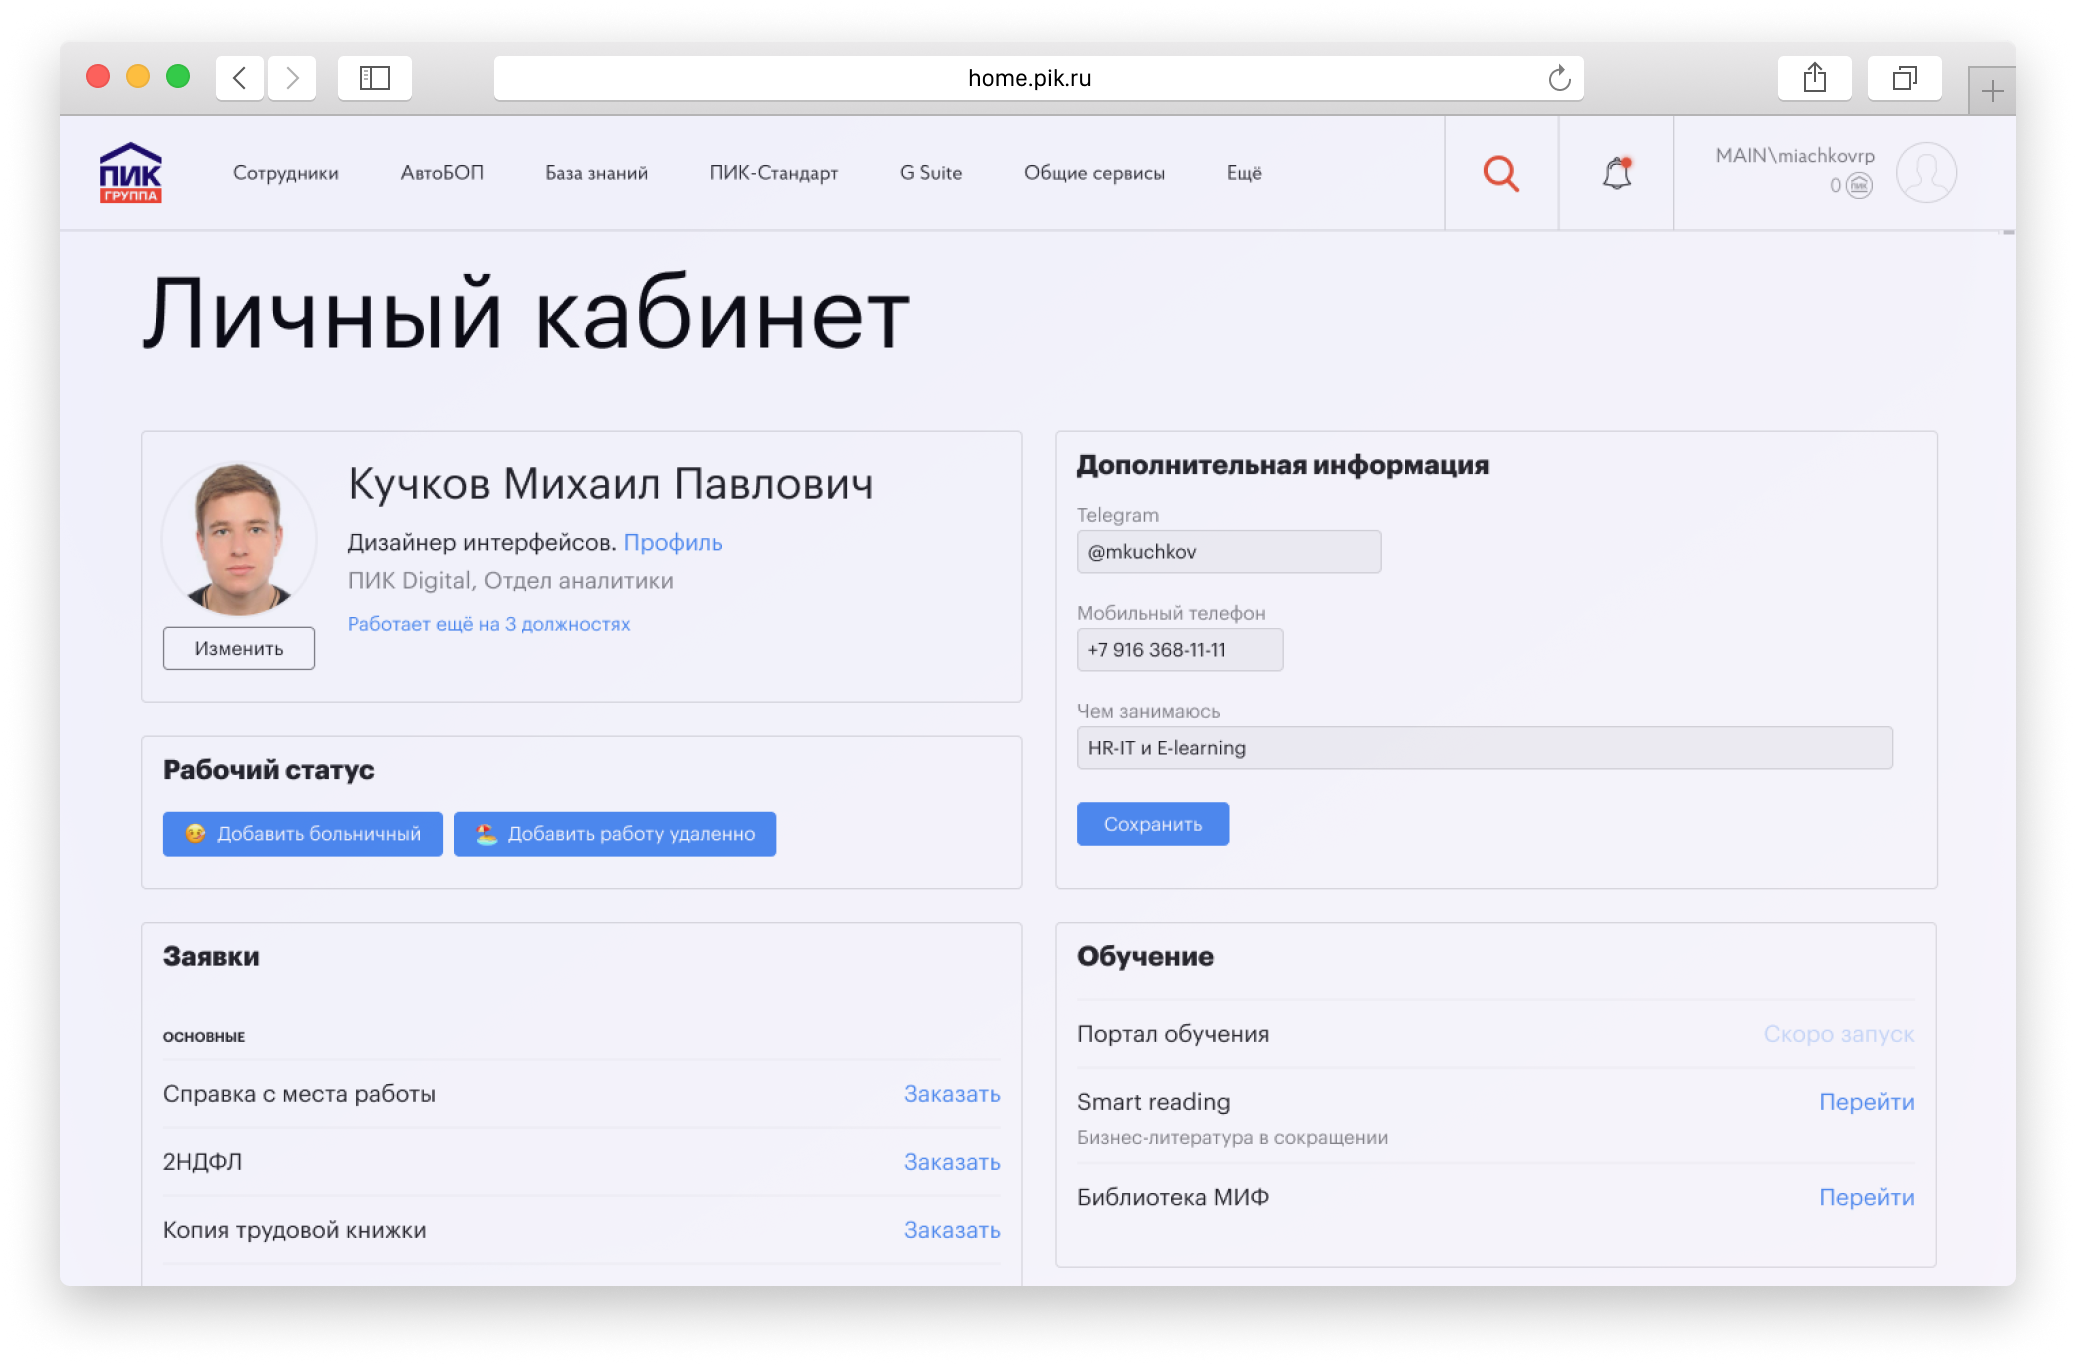 home.pik.ru
ПИК
ГРУППА
Сотрудники
АвтоБОП
База знаний
ПИК-Стандарт
G Suite
Общие сервисы
Ещё
MAIN\miachkovrp
0 ПИК
Личный кабинет
Кучков Михаил Павлович
Дизайнер интерфейсов. Профиль
ПИК Digital, Отдел аналитики
Работает ещё на 3 должностях
Изменить
Рабочий статус
Добавить больничный
Добавить работу удаленно
Дополнительная информация
Telegram
@mkuchkov
Мобильный телефон
+7 916 368-11-11
Чем занимаюсь
HR-IT и E-learning
Сохранить
Заявки
ОСНОВНЫЕ
Справка с места работы Заказать
2НДФЛ Заказать
Копия трудовой книжки Заказать
Обучение
Портал обучения Скоро запуск
Smart reading Перейти
Бизнес-литература в сокращении
Библиотека МИФ Перейти